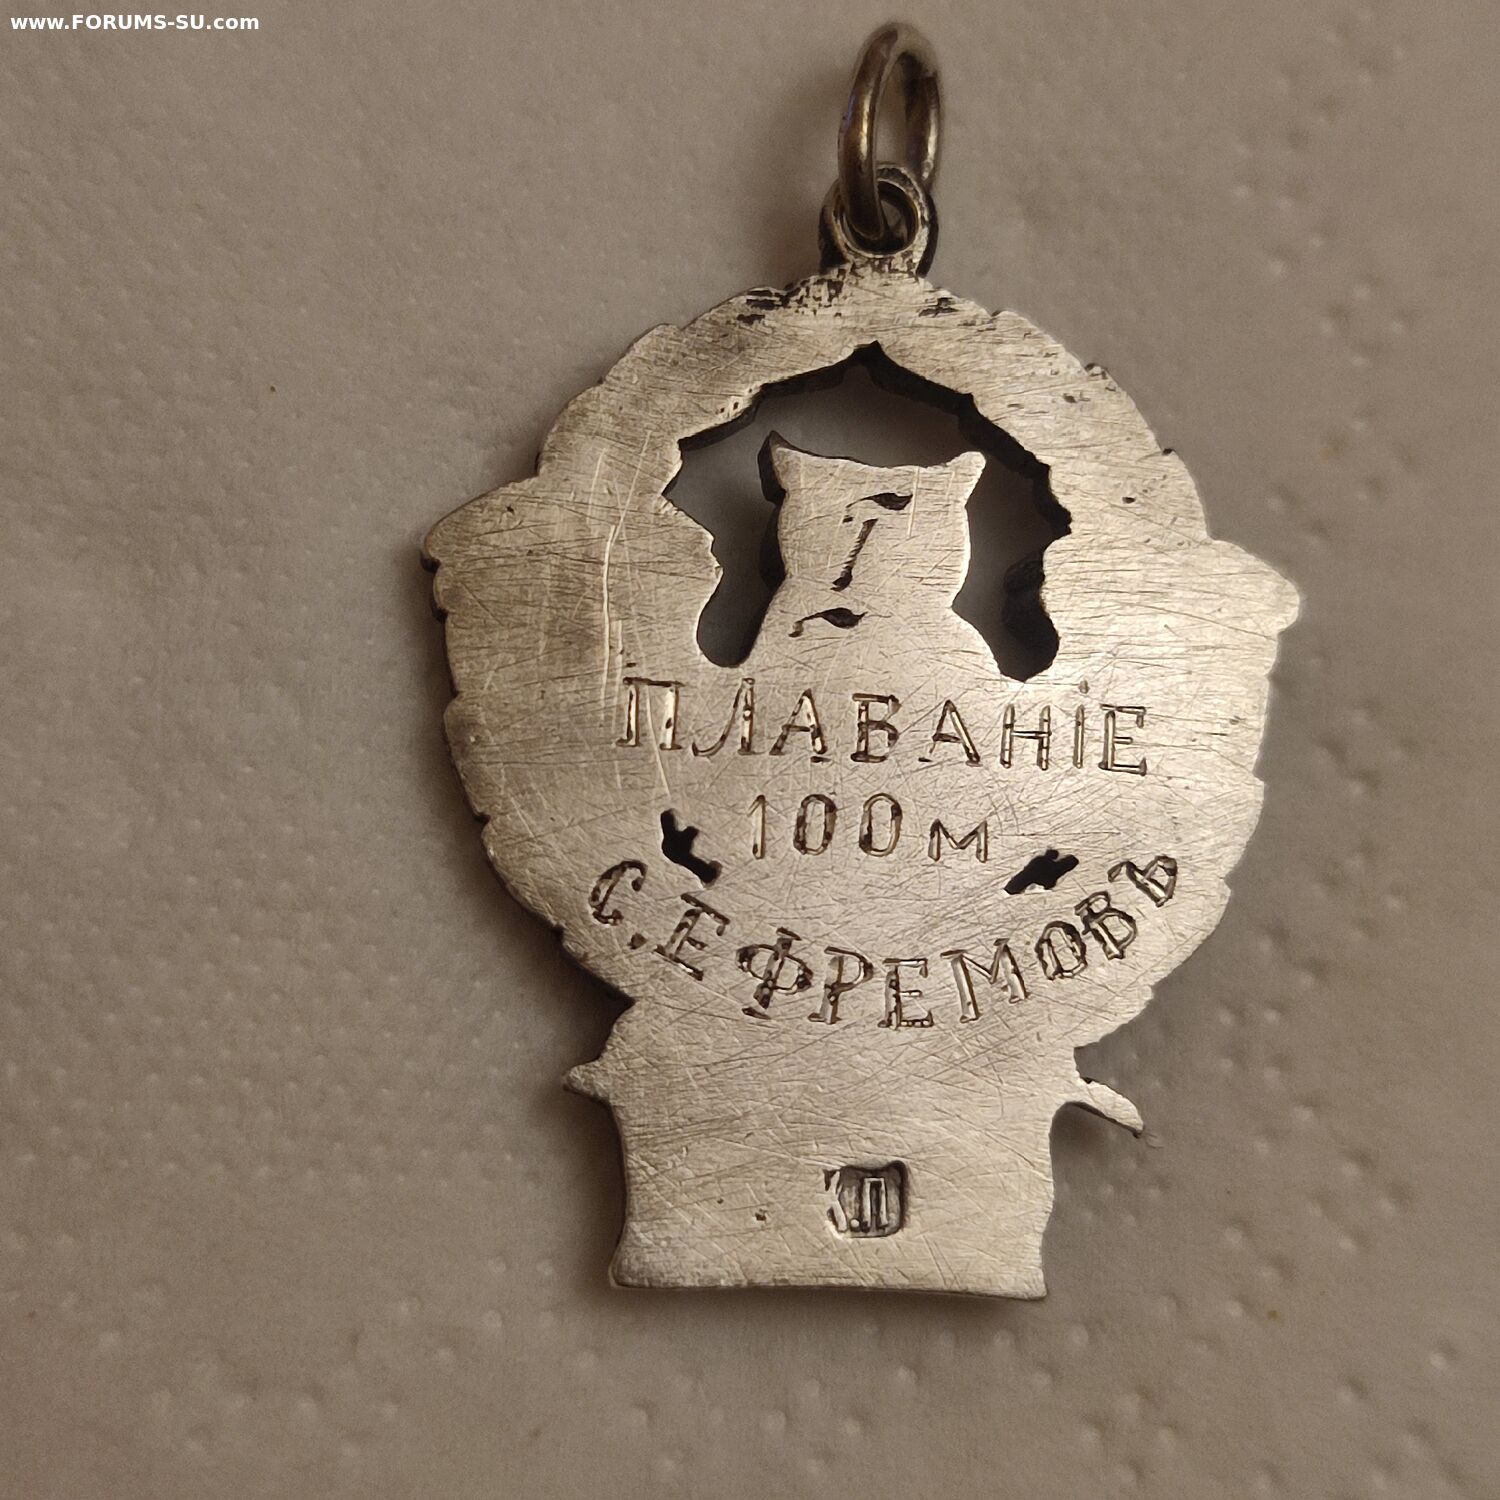 www.FORUMS-SU.com
I
ПЛАВАНІЕ
100 м
С. ЕФРЕМОВЪ
К.П